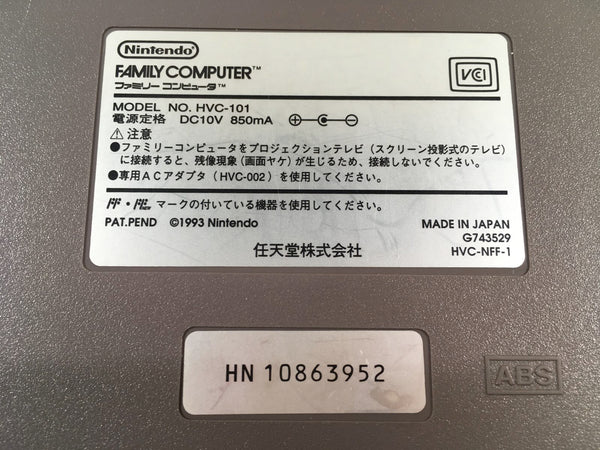 Nintendo
FAMILY COMPUTER™
ファミリー コンピュータ™
VCI
MODEL NO. HVC-101
電源定格 DC10V 850mA
⚠注意
●ファミリーコンピュータをプロジェクションテレビ（スクリーン投影式のテレビ）
に接続すると、残像現象（画面ヤケ）が生じるため、接続しないでください。
●専用ACアダプタ（HVC-002）を使用してください。
FF・FF NEW マークの付いている機器を使用してください。
PAT.PEND ©1993 Nintendo
MADE IN JAPAN
G743529
任天堂株式会社
HVC-NFF-1
HN 10863952
ABS